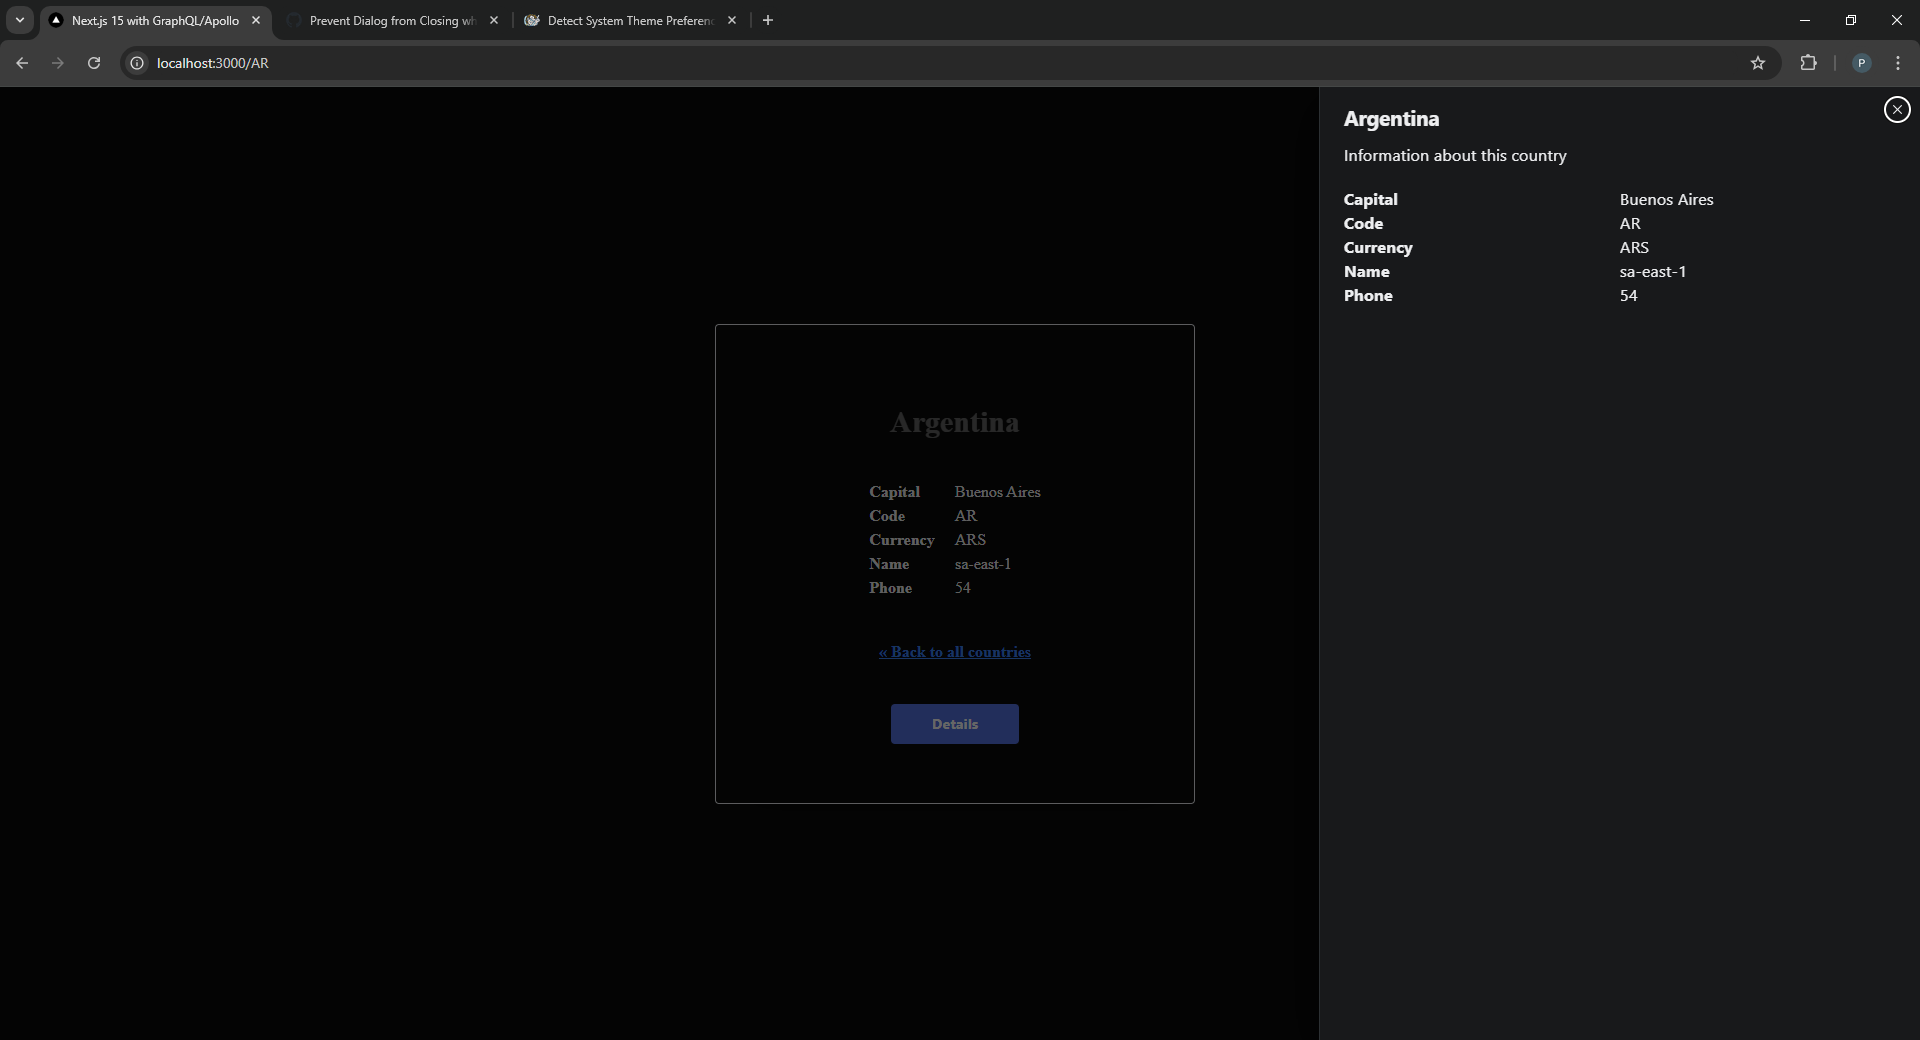 Next.js 15 with GraphQL/Apollo
Prevent Dialog from Closing wh
Detect System Theme Preferenc
localhost:3000/AR
P
Argentina
Information about this country
Capital Buenos Aires
Code AR
Currency ARS
Name sa-east-1
Phone 54
Argentina
Capital Buenos Aires
Code AR
Currency ARS
Name sa-east-1
Phone 54
« Back to all countries
Details